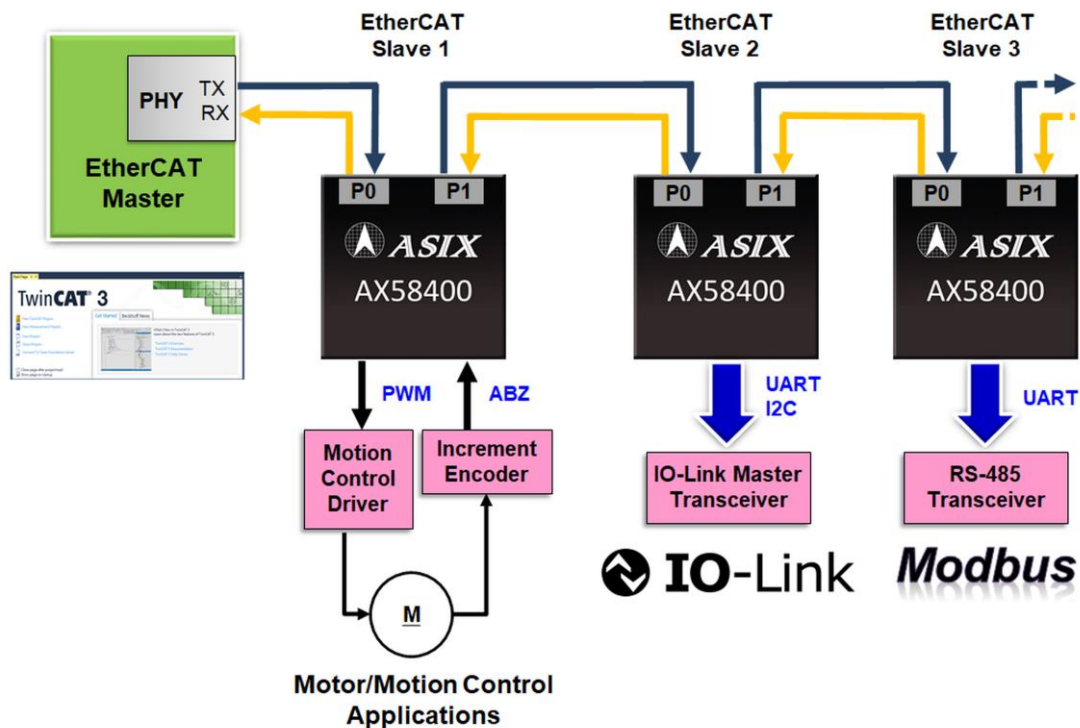 EtherCAT
Slave 1
EtherCAT
Slave 2
EtherCAT
Slave 3
PHY
TX
RX
EtherCAT
Master
P0
P1
P0
P1
P0
P1
ASIX
ASIX
ASIX
AX58400
AX58400
AX58400
TwinCAT® 3
Get Started
PWM
ABZ
UART
I2C
UART
Motion
Control
Driver
Increment
Encoder
IO-Link Master
Transceiver
RS-485
Transceiver
IO-Link
Modbus
M
Motor/Motion Control
Applications